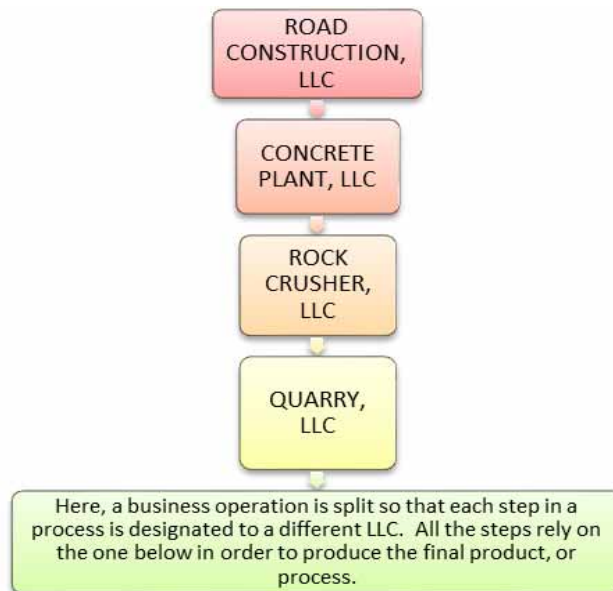 ROAD
CONSTRUCTION,
LLC
CONCRETE
PLANT, LLC
ROCK
CRUSHER,
LLC
QUARRY,
LLC
Here, a business operation is split so that each step in a
process is designated to a different LLC.  All the steps rely on
the one below in order to produce the final product, or
process.